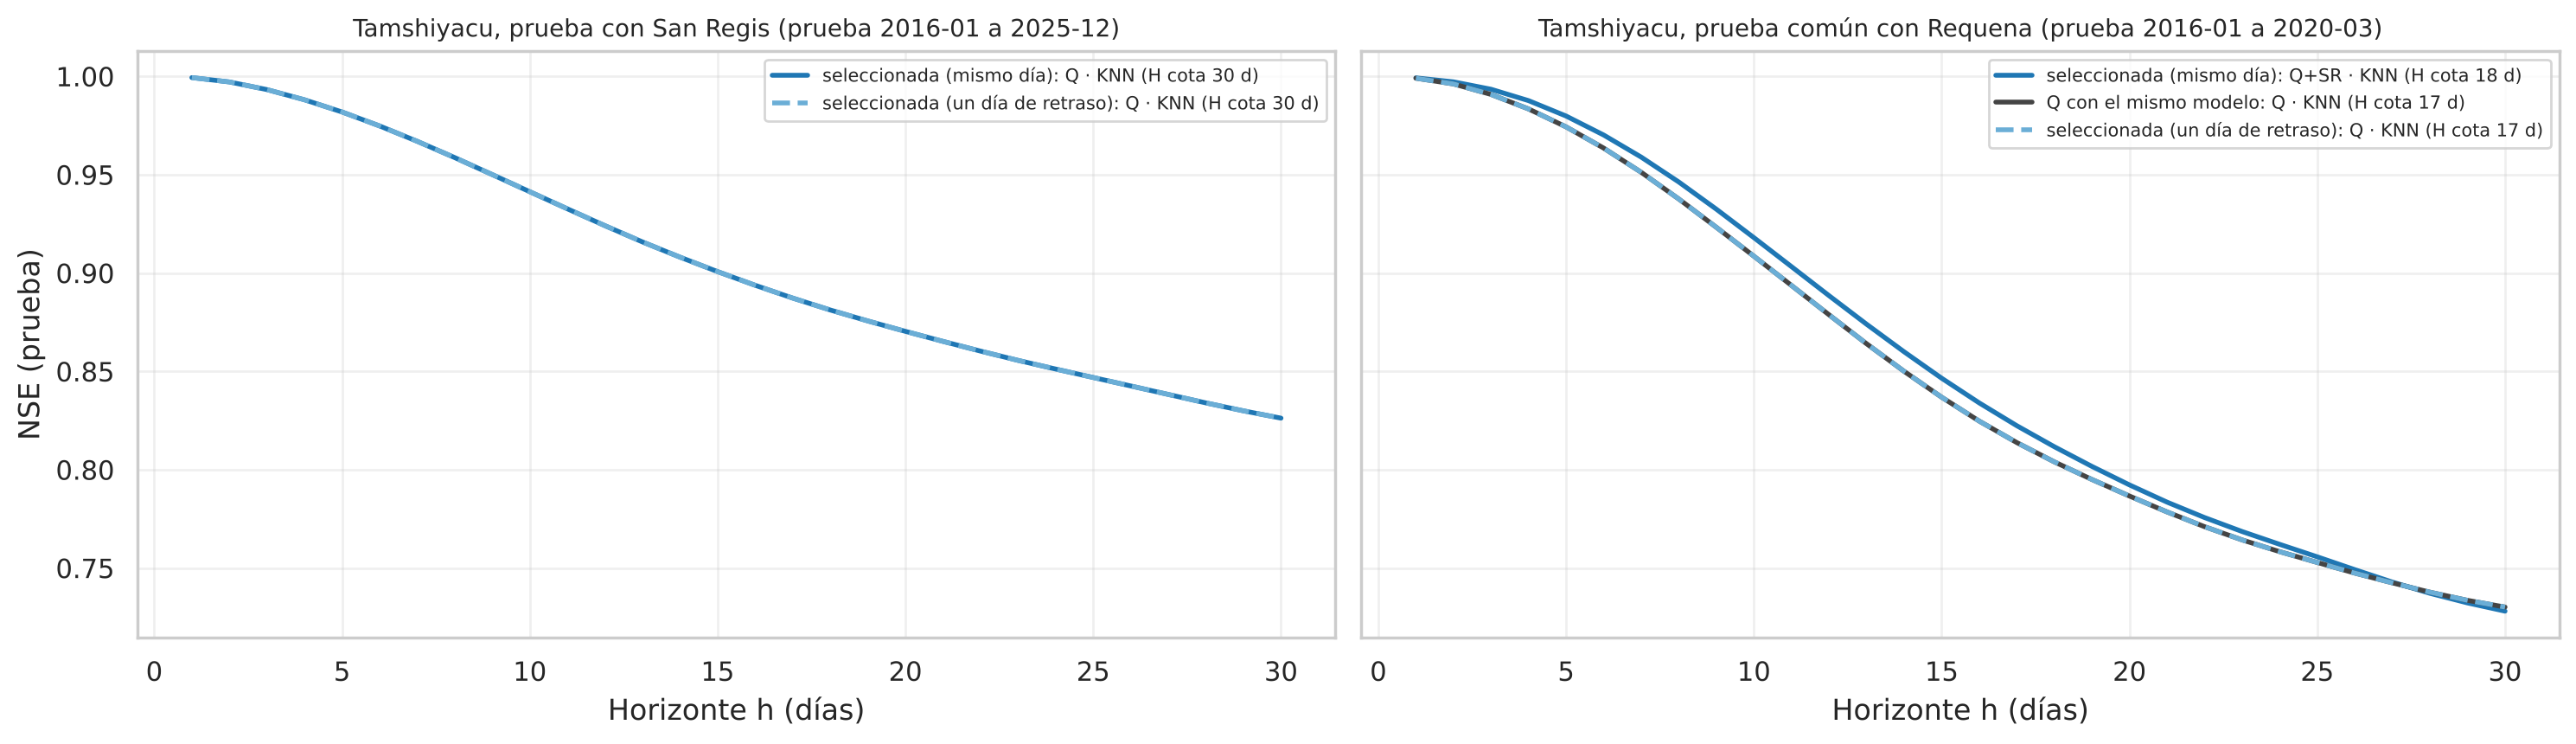 Tamshiyacu, prueba con San Regis (prueba 2016-01 a 2025-12)
seleccionada (mismo día): Q · KNN (H cota 30 d)
seleccionada (un día de retraso): Q · KNN (H cota 30 d)
NSE (prueba)
1.00
0.95
0.90
0.85
0.80
0.75
0 5 10 15 20 25 30
Horizonte h (días)
Tamshiyacu, prueba común con Requena (prueba 2016-01 a 2020-03)
seleccionada (mismo día): Q+SR · KNN (H cota 18 d)
Q con el mismo modelo: Q · KNN (H cota 17 d)
seleccionada (un día de retraso): Q · KNN (H cota 17 d)
0 5 10 15 20 25 30
Horizonte h (días)